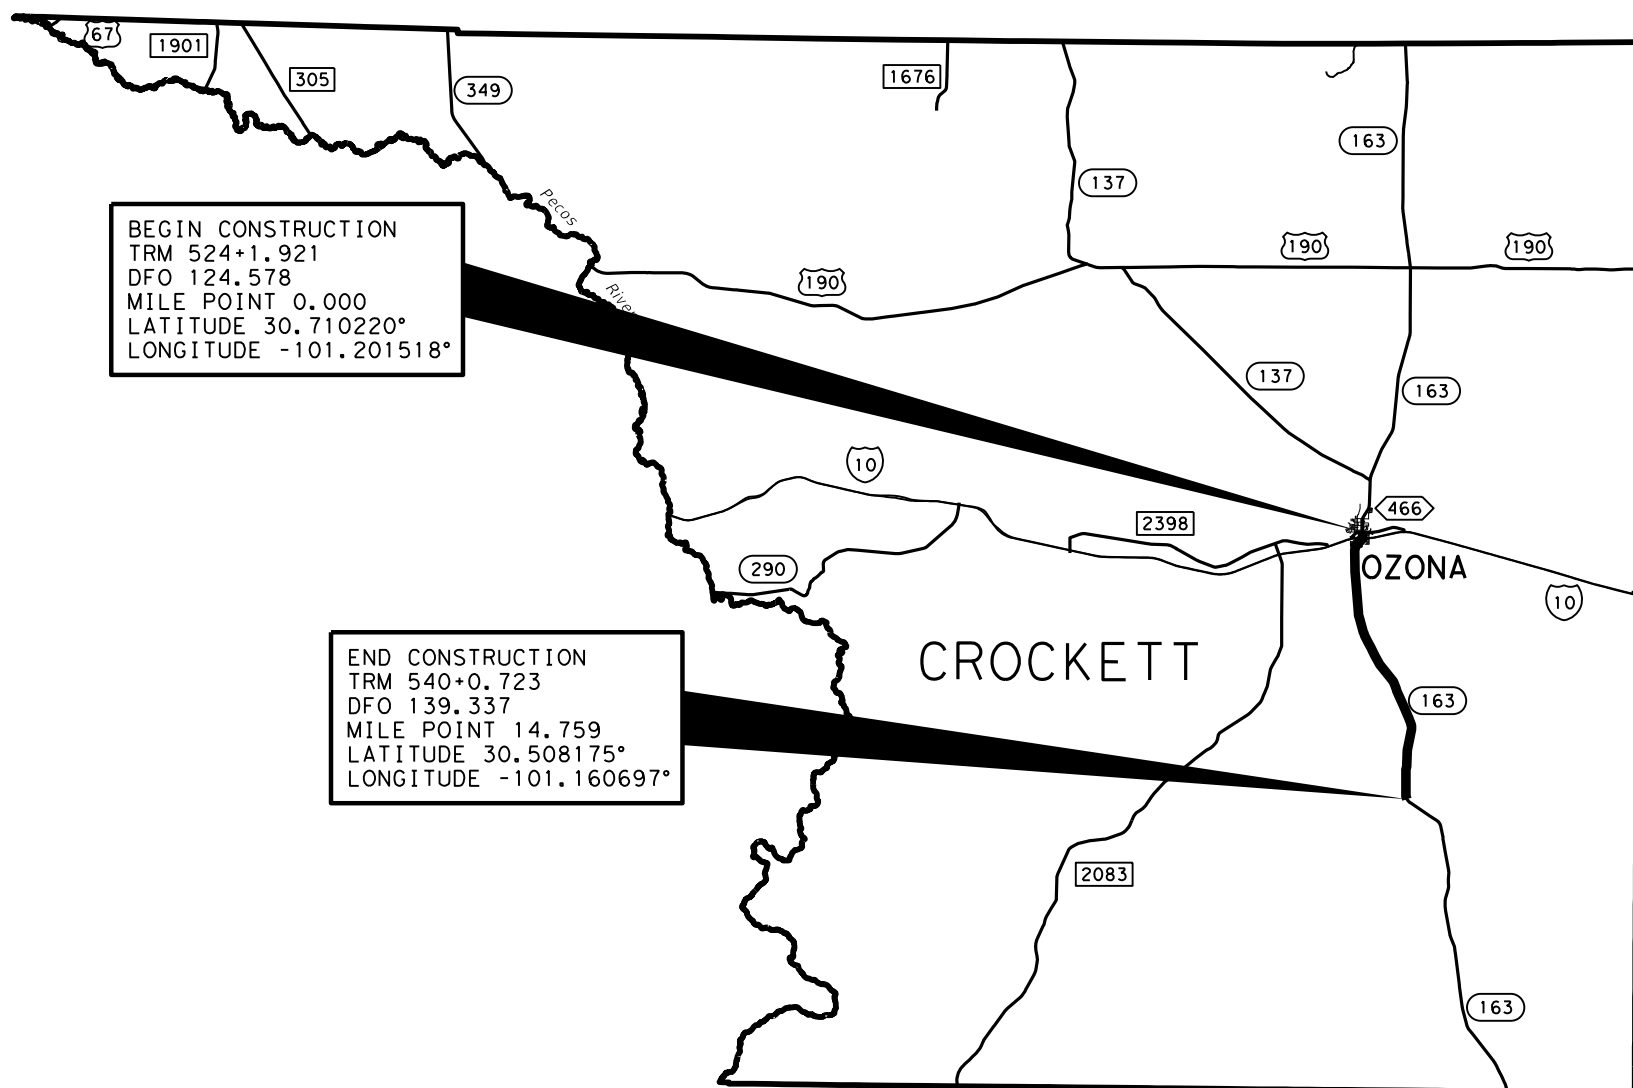 67
1901
305
349
1676
163
137
Pecos
River
BEGIN CONSTRUCTION
TRM 524+1.921
DFO 124.578
MILE POINT 0.000
LATITUDE 30.710220°
LONGITUDE -101.201518°
190
190
190
137
163
10
466
2398
OZONA
290
10
CROCKETT
END CONSTRUCTION
TRM 540+0.723
DFO 139.337
MILE POINT 14.759
LATITUDE 30.508175°
LONGITUDE -101.160697°
163
2083
163